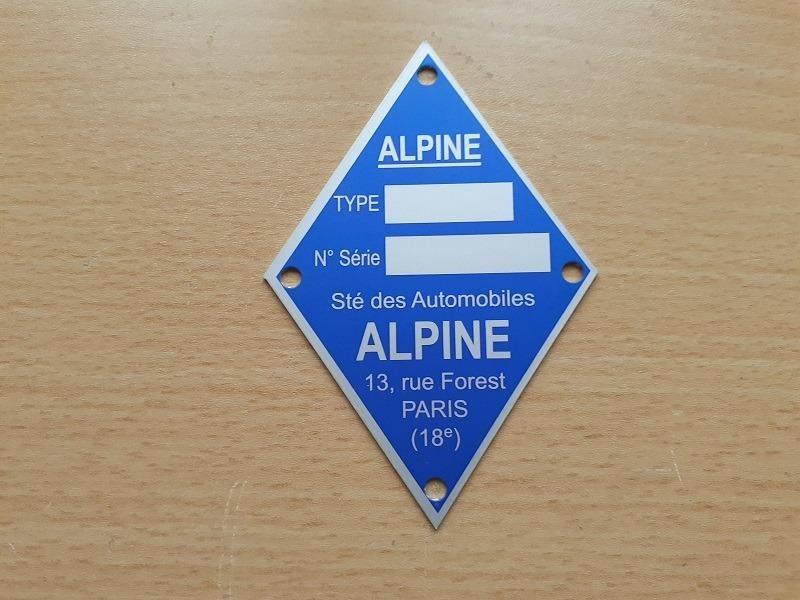 ALPINE
TYPE
N° Série
Sté des Automobiles
ALPINE
13, rue Forest
PARIS
(18e)